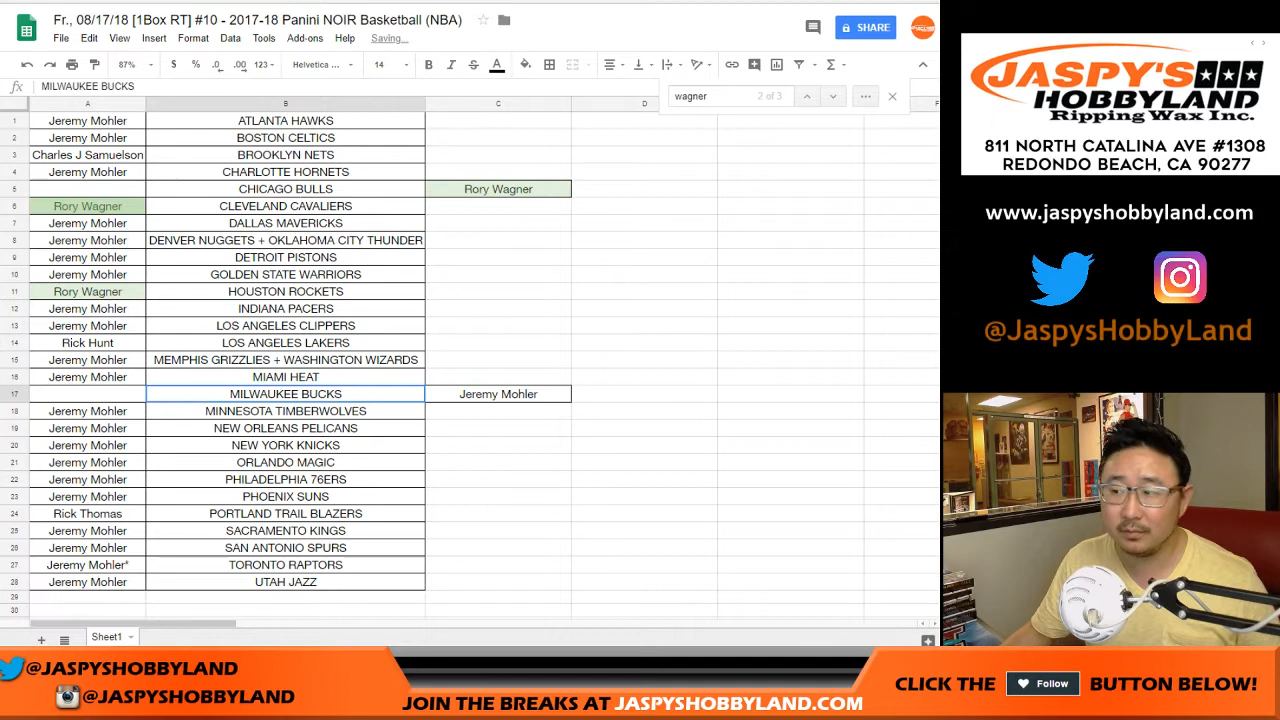 Fr., 08/17/18 [1Box RT] #10 - 2017-18 Panini NOIR Basketball (NBA)
File Edit View Insert Format Data Tools Add-ons Help Saving...
SHARE
87% $ % .0 .00 123 Helvetica ... 14 B I S A
fx MILWAUKEE BUCKS
wagner 2 of 3
A B C D E F
1 Jeremy Mohler ATLANTA HAWKS
2 Jeremy Mohler BOSTON CELTICS
3 Charles J Samuelson BROOKLYN NETS
4 Jeremy Mohler CHARLOTTE HORNETS
5 CHICAGO BULLS Rory Wagner
6 Rory Wagner CLEVELAND CAVALIERS
7 Jeremy Mohler DALLAS MAVERICKS
8 Jeremy Mohler DENVER NUGGETS + OKLAHOMA CITY THUNDER
9 Jeremy Mohler DETROIT PISTONS
10 Jeremy Mohler GOLDEN STATE WARRIORS
11 Rory Wagner HOUSTON ROCKETS
12 Jeremy Mohler INDIANA PACERS
13 Jeremy Mohler LOS ANGELES CLIPPERS
14 Rick Hunt LOS ANGELES LAKERS
15 Jeremy Mohler MEMPHIS GRIZZLIES + WASHINGTON WIZARDS
16 Jeremy Mohler MIAMI HEAT
17 MILWAUKEE BUCKS Jeremy Mohler
18 Jeremy Mohler MINNESOTA TIMBERWOLVES
19 Jeremy Mohler NEW ORLEANS PELICANS
20 Jeremy Mohler NEW YORK KNICKS
21 Jeremy Mohler ORLANDO MAGIC
22 Jeremy Mohler PHILADELPHIA 76ERS
23 Jeremy Mohler PHOENIX SUNS
24 Rick Thomas PORTLAND TRAIL BLAZERS
25 Jeremy Mohler SACRAMENTO KINGS
26 Jeremy Mohler SAN ANTONIO SPURS
27 Jeremy Mohler* TORONTO RAPTORS
28 Jeremy Mohler UTAH JAZZ
29
30
Sheet1
JASPY'S
HOBBYLAND
Ripping Wax Inc.
811 NORTH CATALINA AVE #1308
REDONDO BEACH, CA 90277
www.jaspyshobbyland.com
@JaspysHobbyLand
@JASPYSHOBBYLAND
@JASPYSHOBBYLAND
JOIN THE BREAKS AT JASPYSHOBBYLAND.COM
CLICK THE Follow BUTTON BELOW!